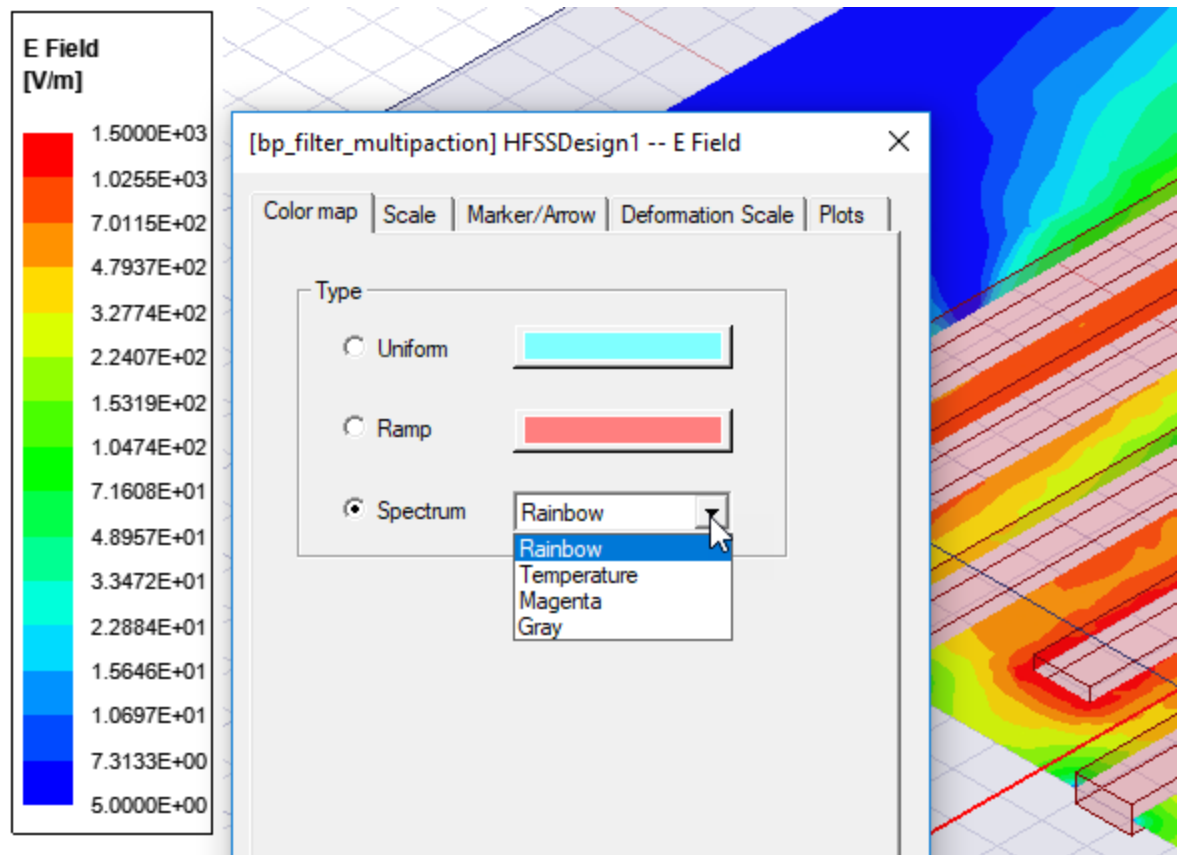 E Field
[V/m]
1.5000E+03
1.0255E+03
7.0115E+02
4.7937E+02
3.2774E+02
2.2407E+02
1.5319E+02
1.0474E+02
7.1608E+01
4.8957E+01
3.3472E+01
2.2884E+01
1.5646E+01
1.0697E+01
7.3133E+00
5.0000E+00
[bp_filter_multipaction] HFSSDesign1 -- E Field
Color map Scale Marker/Arrow Deformation Scale Plots
Type
Uniform
Ramp
Spectrum Rainbow
Rainbow
Temperature
Magenta
Gray